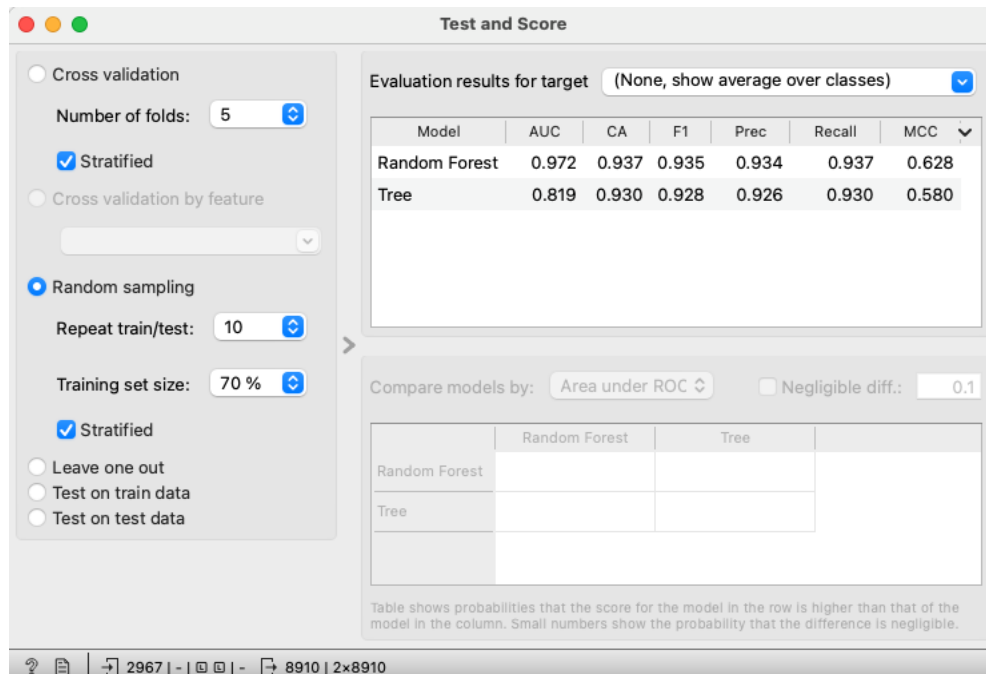 Test and Score
Cross validation
Number of folds: 5
Stratified
Cross validation by feature
Random sampling
Repeat train/test: 10
Training set size: 70 %
Stratified
Leave one out
Test on train data
Test on test data
Evaluation results for target (None, show average over classes)
Model AUC CA F1 Prec Recall MCC
Random Forest 0.972 0.937 0.935 0.934 0.937 0.628
Tree 0.819 0.930 0.928 0.926 0.930 0.580
Compare models by: Area under ROC Negligible diff.: 0.1
Random Forest Tree
Random Forest
Tree
Table shows probabilities that the score for the model in the row is higher than that of the
model in the column. Small numbers show the probability that the difference is negligible.
? 2967 | - | L L | - 8910 | 2×8910